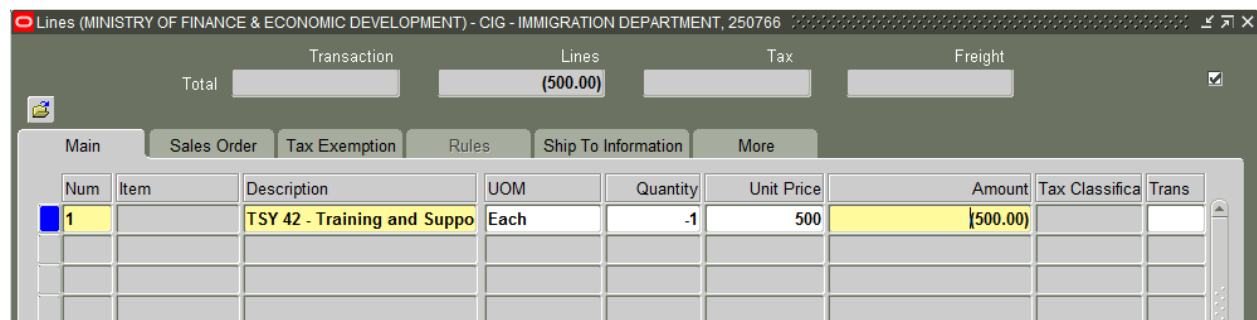 Lines (MINISTRY OF FINANCE & ECONOMIC DEVELOPMENT) - CIG - IMMIGRATION DEPARTMENT, 250766
Transaction Lines Tax Freight
Total (500.00)
Main Sales Order Tax Exemption Rules Ship To Information More
Num Item Description UOM Quantity Unit Price Amount Tax Classifica Trans
1 TSY 42 - Training and Suppo Each -1 500 (500.00)